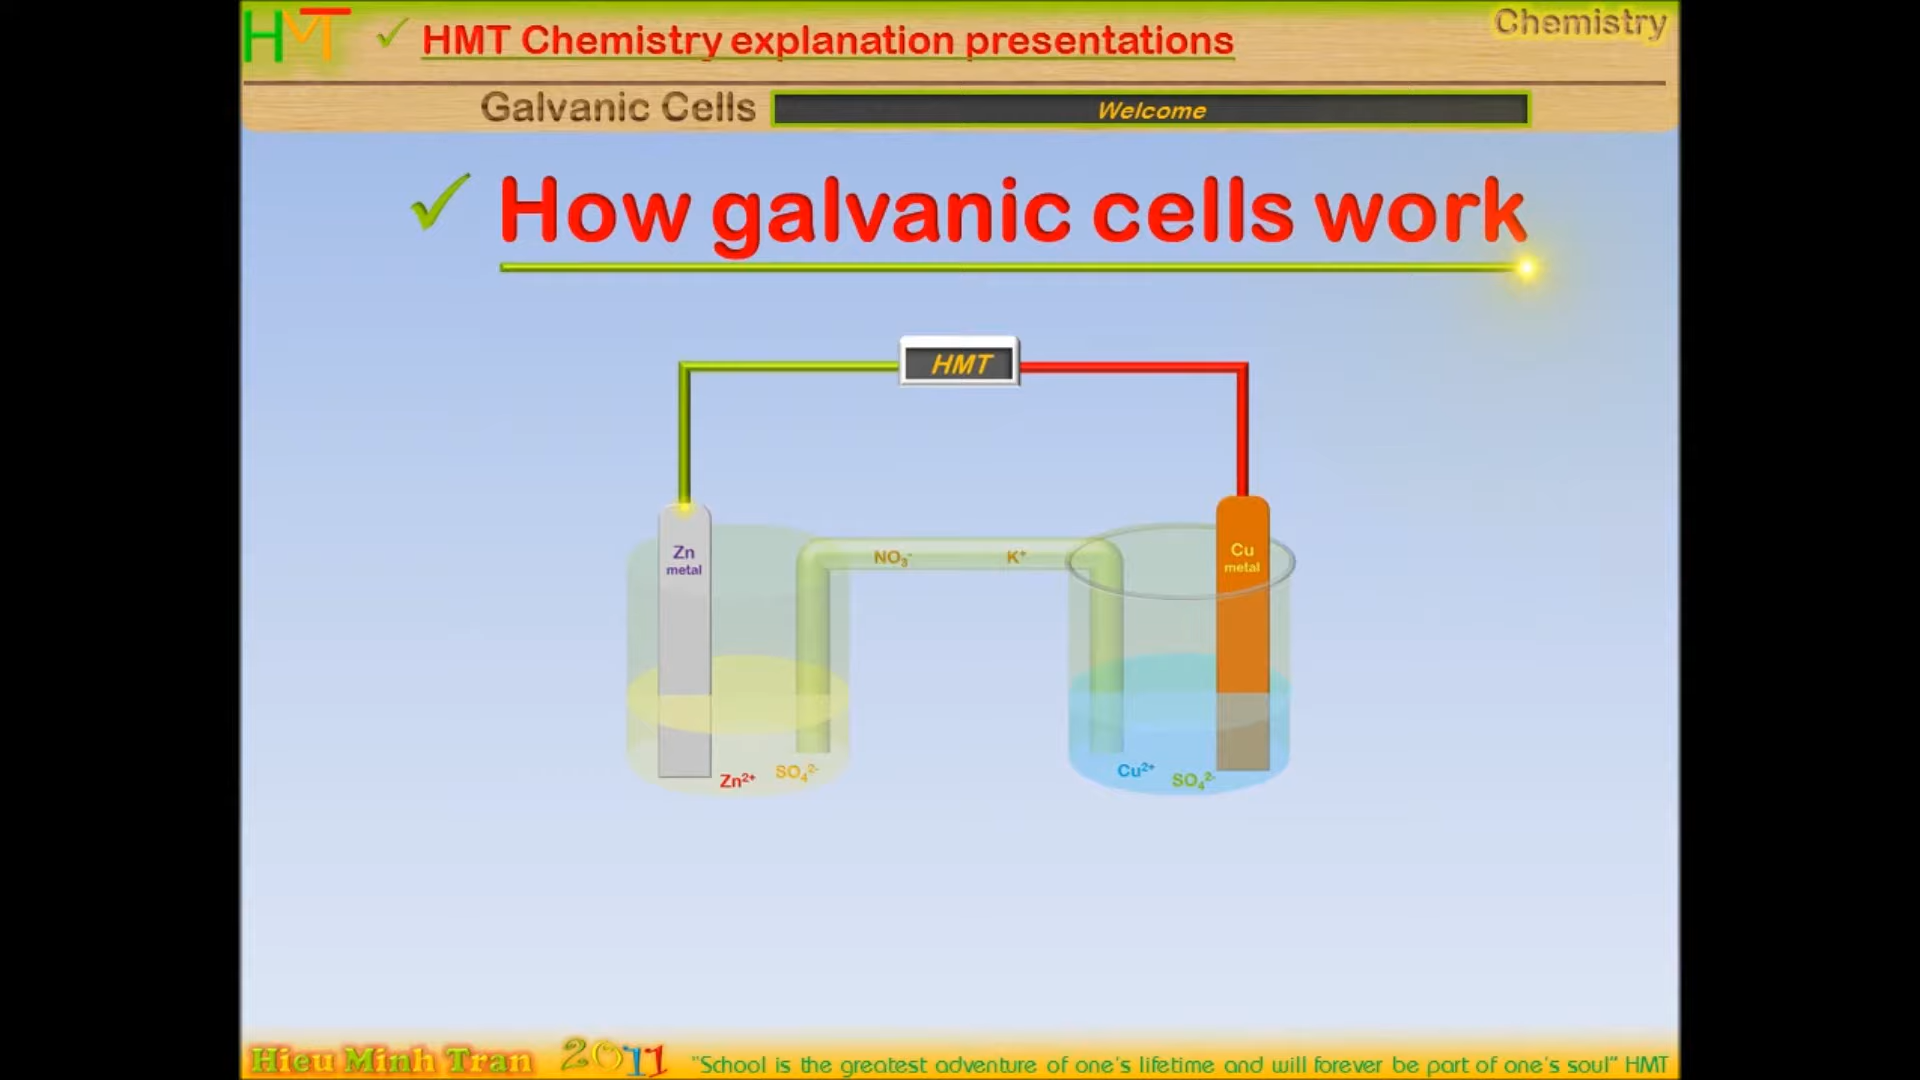 HMT
✓ HMT Chemistry explanation presentations
Chemistry
Galvanic Cells
Welcome
✓ How galvanic cells work
HMT
Zn
metal
NO₃⁻
K⁺
Cu
metal
Zn²⁺
SO₄²⁻
Cu²⁺
SO₄²⁻
Hieu Minh Tran 2011 "School is the greatest adventure of one's lifetime and will forever be part of one's soul" HMT